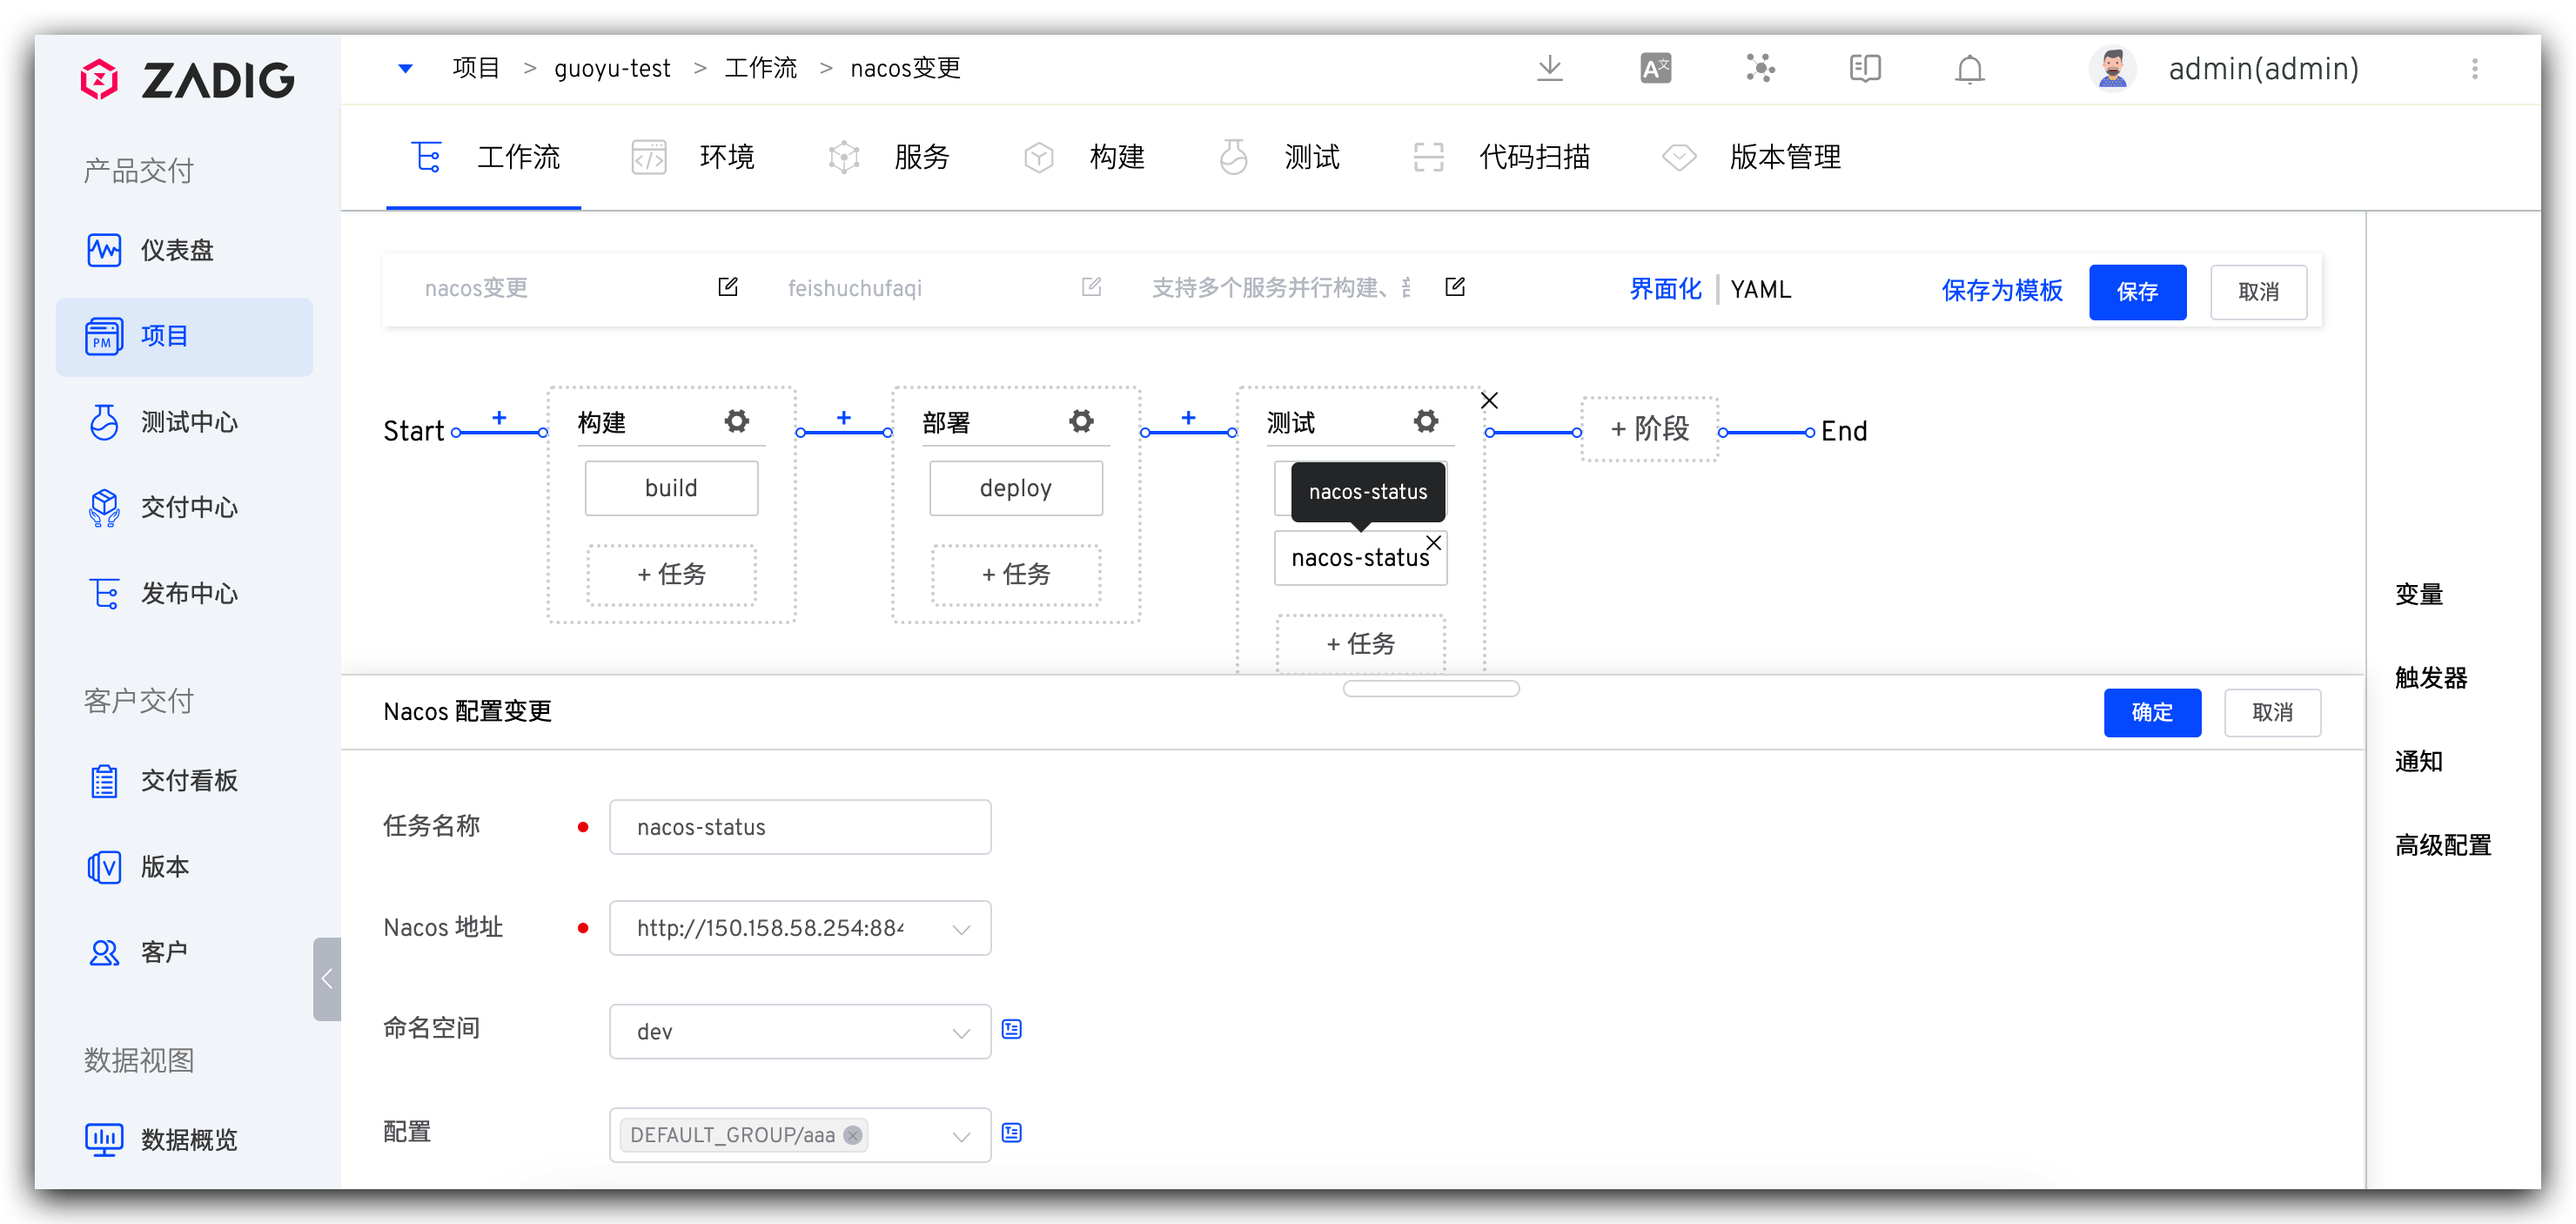 ZADIG
项目 > guoyu-test > 工作流 > nacos变更
admin(admin)
产品交付
仪表盘
项目
测试中心
交付中心
发布中心
客户交付
交付看板
版本
客户
数据视图
数据概览
工作流 环境 服务 构建 测试 代码扫描 版本管理
nacos变更 feishuchufaqi 支持多个服务并行构建、 界面化 YAML 保存为模板 保存 取消
Start + 构建 + 部署 + 测试 + 阶段 End
build deploy nacos-status
nacos-status
+ 任务 + 任务
+ 任务
Nacos 配置变更 确定 取消
任务名称 nacos-status
Nacos 地址 http://150.158.58.254:884
命名空间 dev
配置 DEFAULT_GROUP/aaa
变量
触发器
通知
高级配置